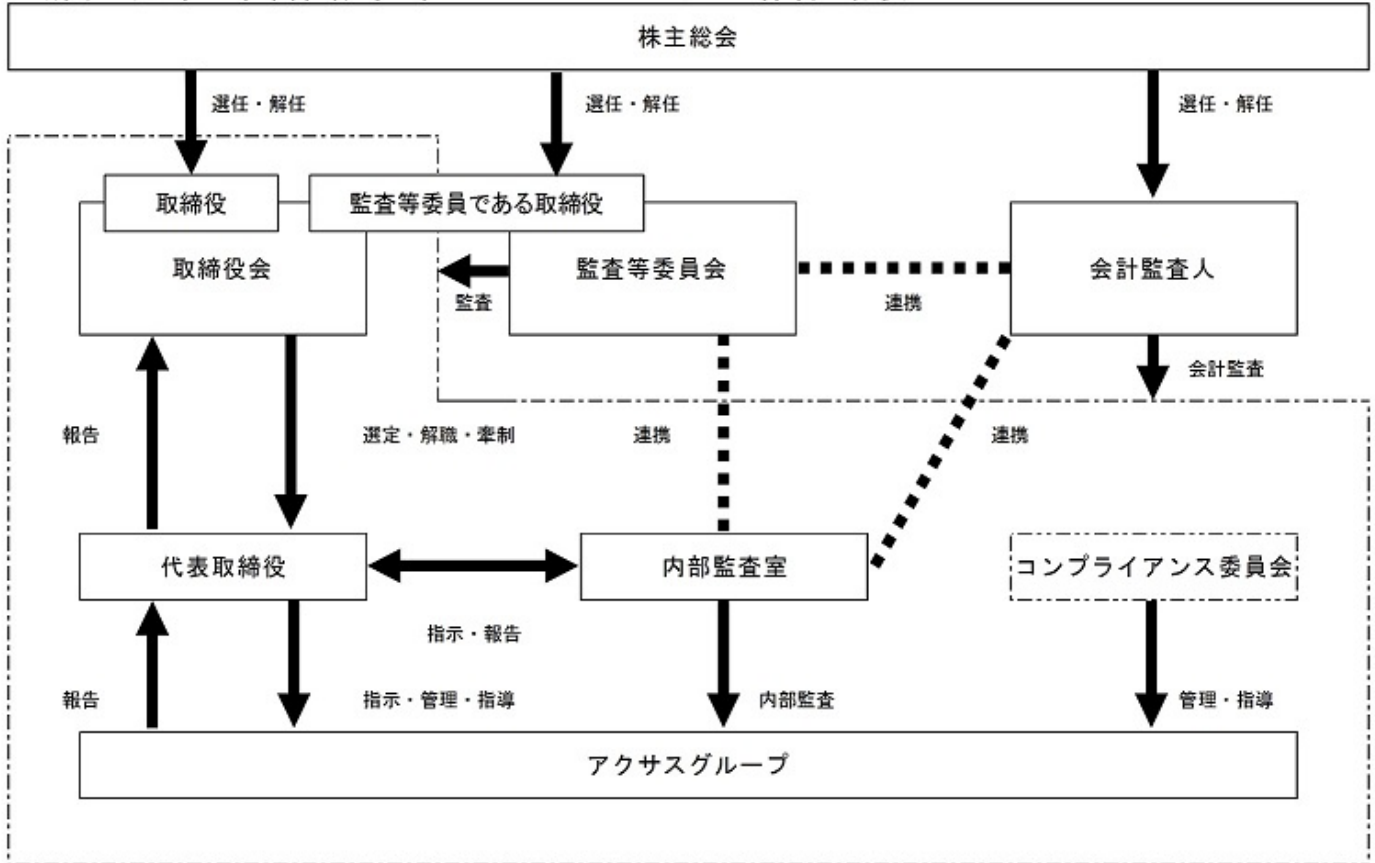 株主総会
選任・解任
選任・解任
選任・解任
取締役
監査等委員である取締役
取締役会
監査等委員会
会計監査人
監査
連携
会計監査
報告
選定・解職・牽制
連携
連携
代表取締役
内部監査室
コンプライアンス委員会
指示・報告
報告
指示・管理・指導
内部監査
管理・指導
アクサスグループ